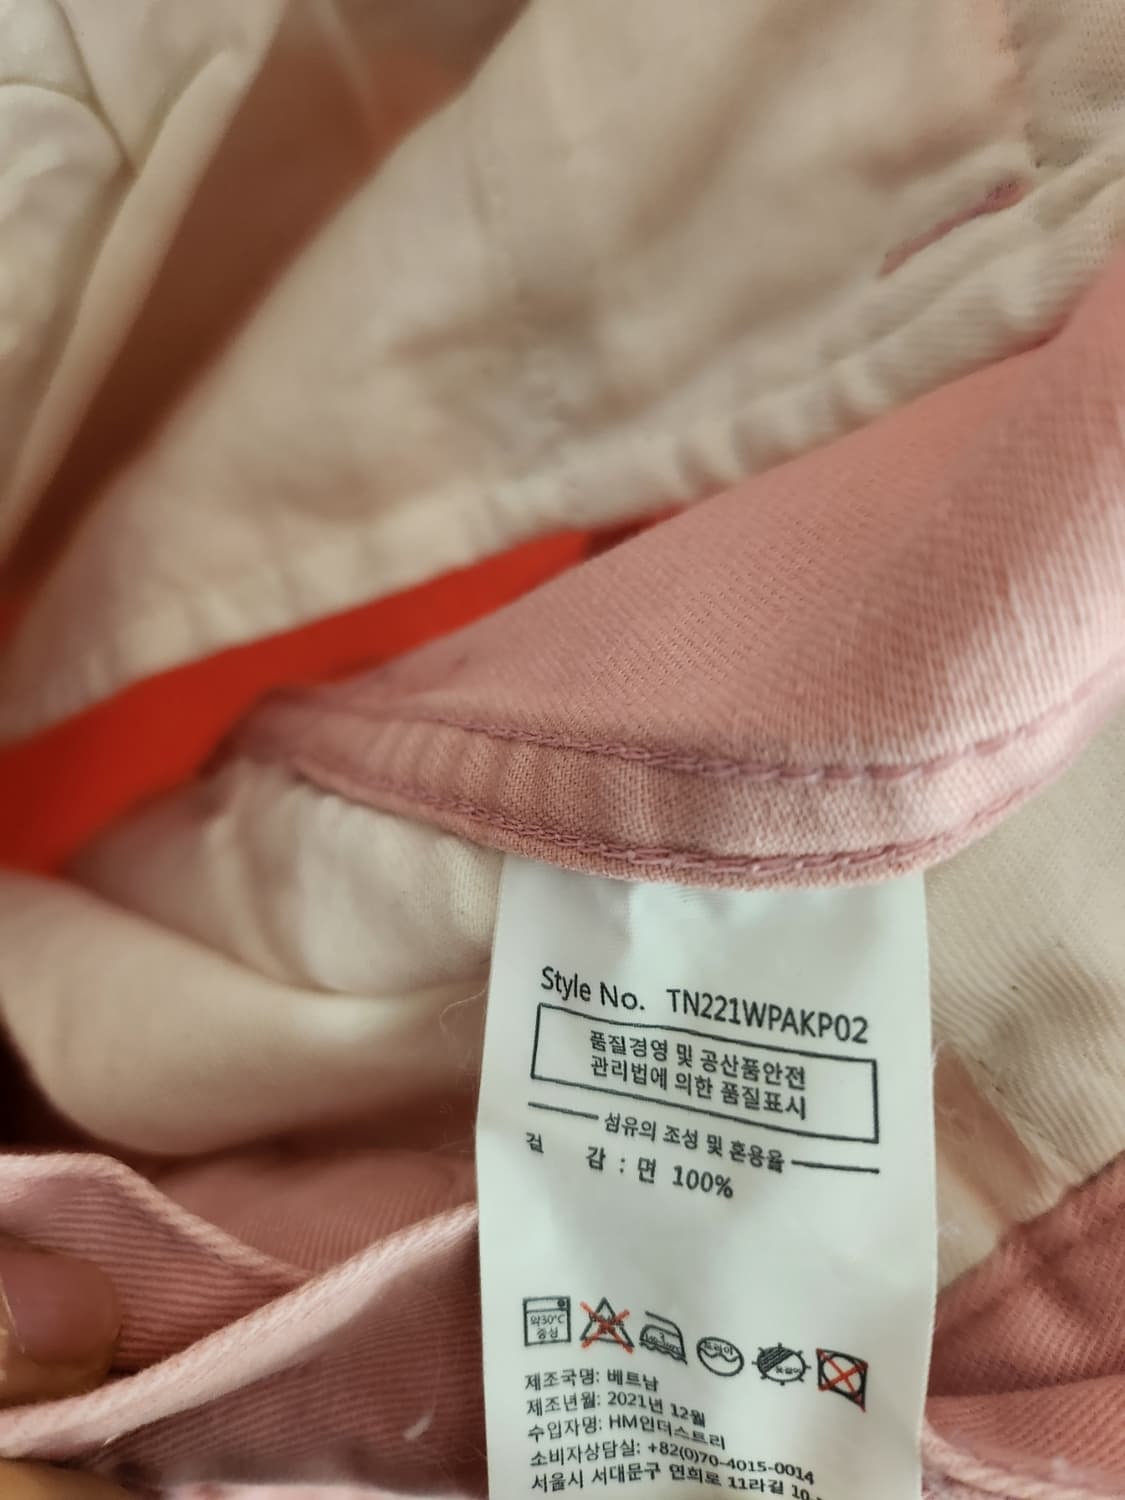 Style No. TN221WPAKP02
품질경영 및 공산품안전
관리법에 의한 품질표시
섬유의 조성 및 혼용율
겉 감 : 면 100%
약30℃
중성
드라이
제조국명: 베트남
제조년월: 2021년 12월
수입자명: HM인더스트리
소비자상담실: +82(0)70-4015-0014
서울시 서대문구 연희로 11라길 10